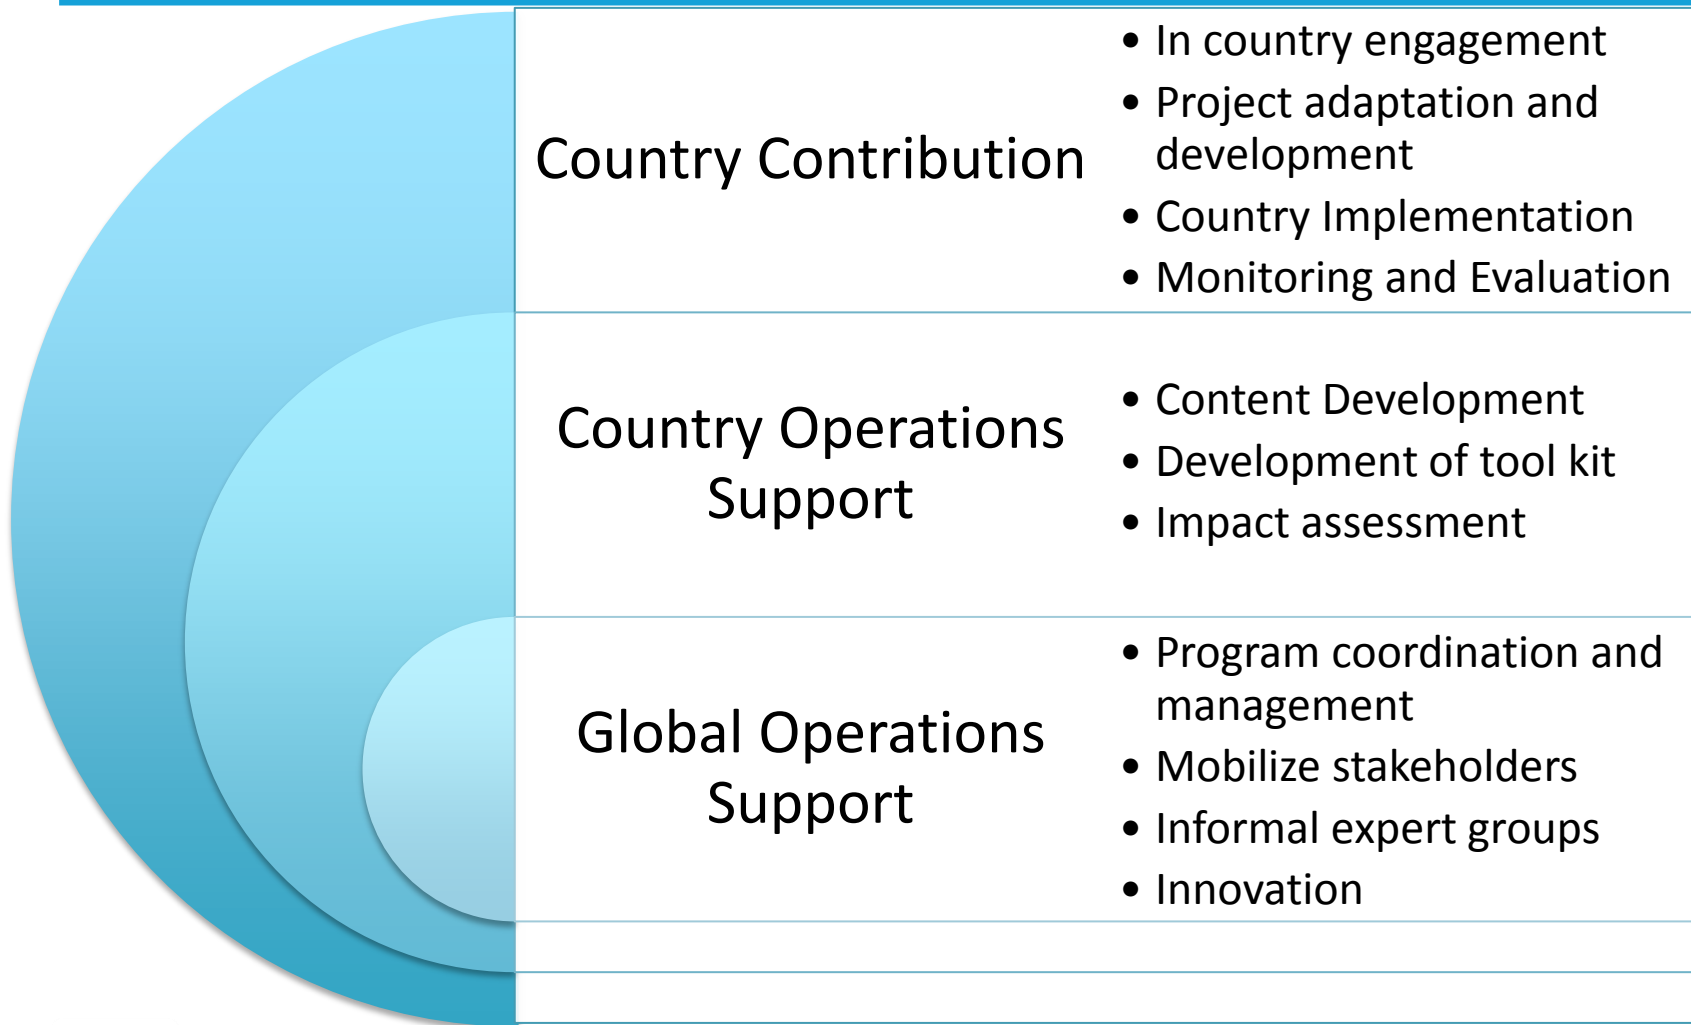 Country Contribution
• In country engagement
• Project adaptation and
development
• Country Implementation
• Monitoring and Evaluation
Country Operations
Support
• Content Development
• Development of tool kit
• Impact assessment
Global Operations
Support
• Program coordination and
management
• Mobilize stakeholders
• Informal expert groups
• Innovation